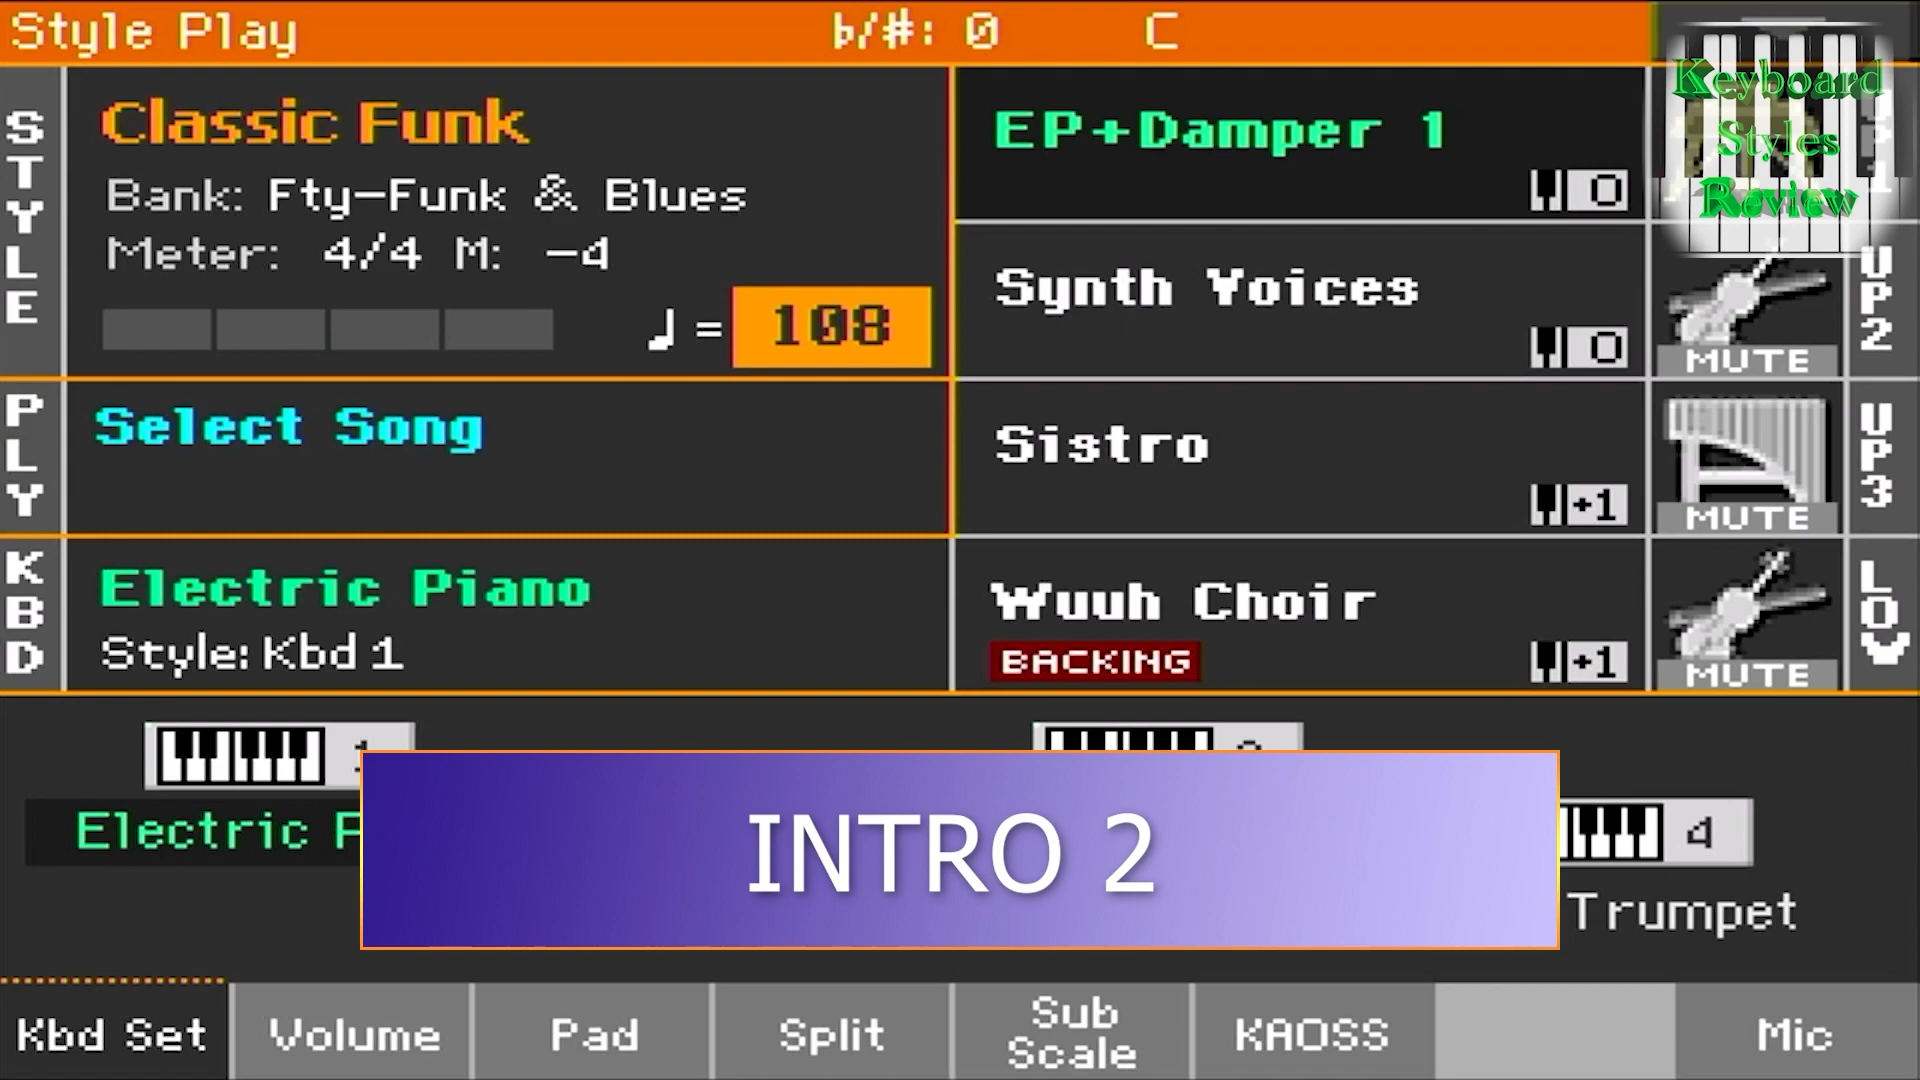 Style Play
♭/#: 0
C
Keyboard
Styles
Review
STYLE
Classic Funk
Bank: Fty-Funk & Blues
Meter: 4/4 M: -4
♩ = 108
EP+Damper 1
0
Synth Voices
0
MUTE
UP2
PLY
Select Song
Sistro
+1
MUTE
UP3
KBD
Electric Piano
Style: Kbd 1
Wuuh Choir
BACKING
+1
MUTE
LOW
Electric
INTRO 2
4
Trumpet
Kbd Set
Volume
Pad
Split
Sub
Scale
KAOSS
Mic